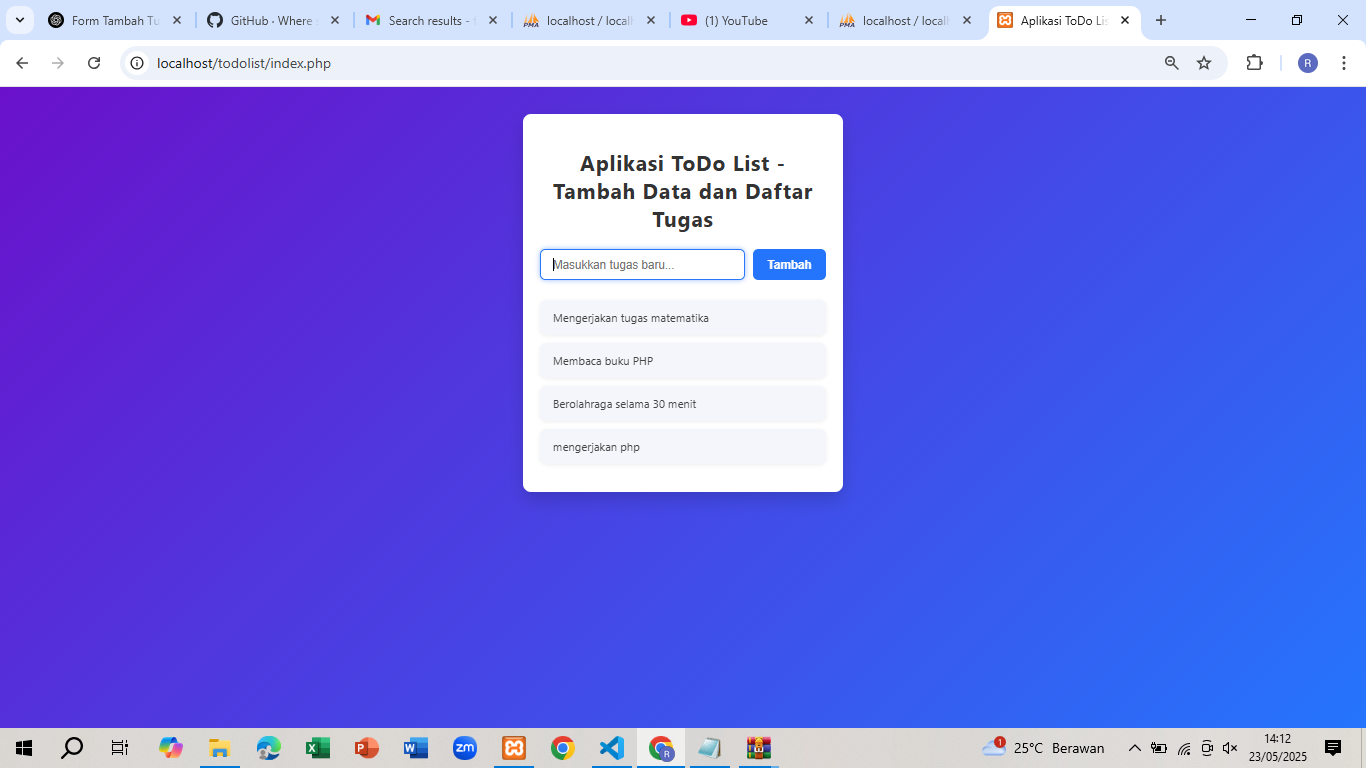 Form Tambah Tu
GitHub · Where
Search results -
localhost / local
(1) YouTube
localhost / local
Aplikasi ToDo Lis
localhost/todolist/index.php
R
Aplikasi ToDo List -
Tambah Data dan Daftar
Tugas
Masukkan tugas baru...
Tambah
Mengerjakan tugas matematika
Membaca buku PHP
Berolahraga selama 30 menit
mengerjakan php
25°C Berawan
14:12
23/05/2025